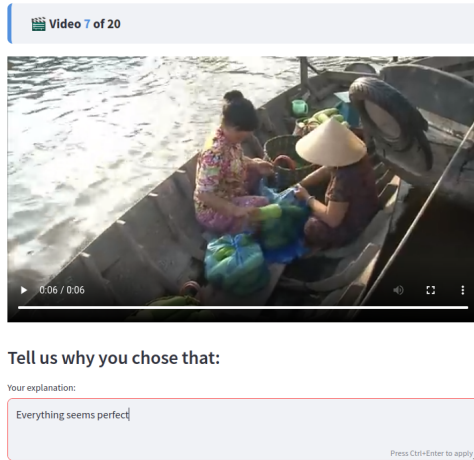 🎬 Video 7 of 20
0:06 / 0:06
Tell us why you chose that:
Your explanation:
Everything seems perfect
Press Ctrl+Enter to apply